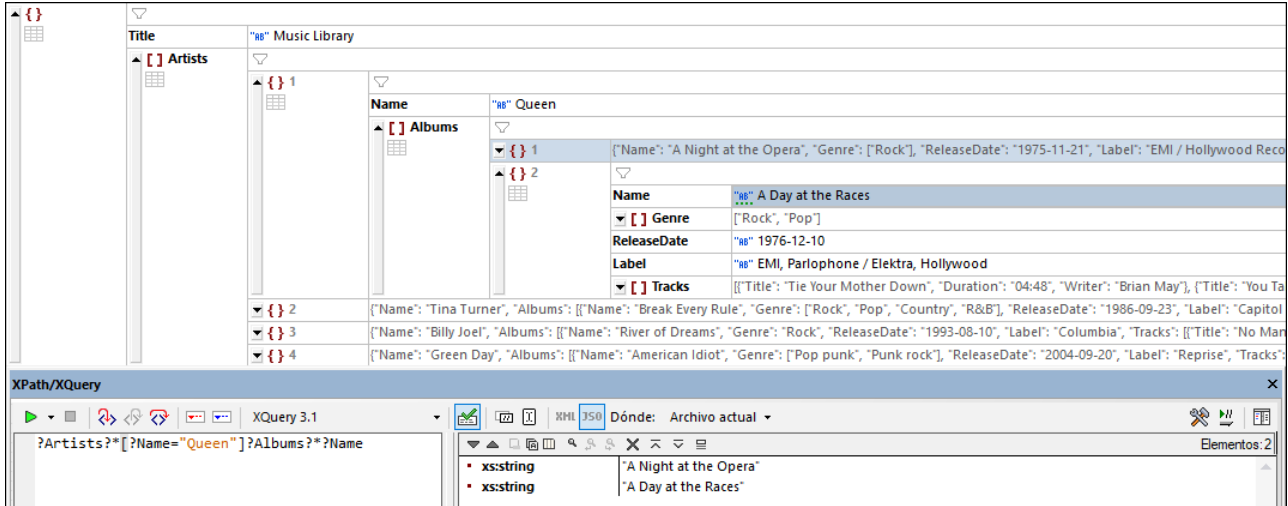 { }
Title "AB" Music Library
[ ] Artists
{ } 1
Name "AB" Queen
[ ] Albums
{ } 1 {"Name": "A Night at the Opera", "Genre": ["Rock"], "ReleaseDate": "1975-11-21", "Label": "EMI / Hollywood Reco
{ } 2
Name "AB" A Day at the Races
[ ] Genre ["Rock", "Pop"]
ReleaseDate "AB" 1976-12-10
Label "AB" EMI, Parlophone / Elektra, Hollywood
[ ] Tracks [{"Title": "Tie Your Mother Down", "Duration": "04:48", "Writer": "Brian May"}, {"Title": "You Ta
{ } 2 {"Name": "Tina Turner", "Albums": [{"Name": "Break Every Rule", "Genre": ["Rock", "Pop", "Country", "R&B"], "ReleaseDate": "1986-09-23", "Label": "Capitol
{ } 3 {"Name": "Billy Joel", "Albums": [{"Name": "River of Dreams", "Genre": "Rock", "ReleaseDate": "1993-08-10", "Label": "Columbia", "Tracks": [{"Title": "No Man
{ } 4 {"Name": "Green Day", "Albums": [{"Name": "American Idiot", "Genre": ["Pop punk", "Punk rock"], "ReleaseDate": "2004-09-20", "Label": "Reprise", "Tracks":
XPath/XQuery
XQuery 3.1 XML JSO Dónde: Archivo actual
Elementos: 2
?Artists?*[?Name="Queen"]?Albums?*?Name
xs:string "A Night at the Opera"
xs:string "A Day at the Races"